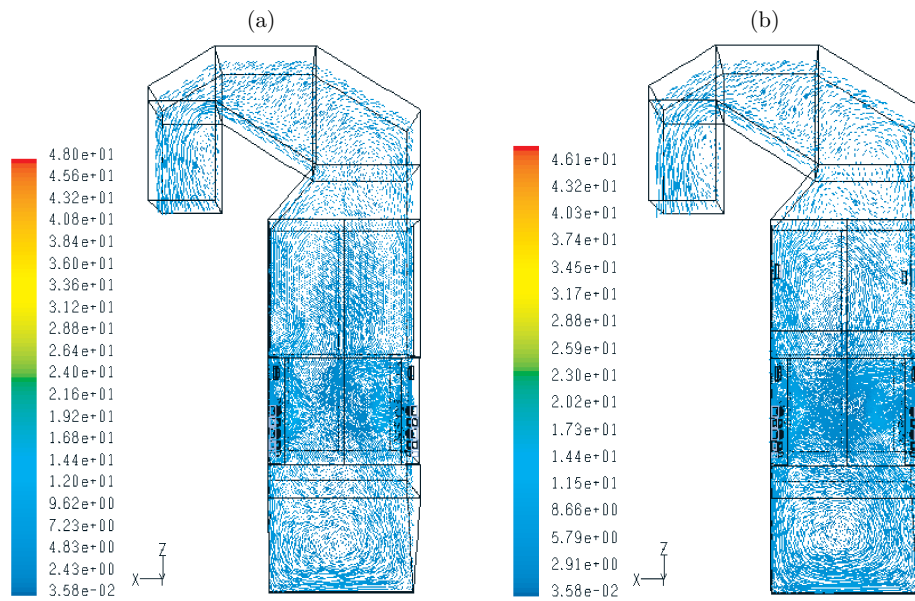 (a)
4.80e+01
4.56e+01
4.32e+01
4.08e+01
3.84e+01
3.60e+01
3.36e+01
3.12e+01
2.88e+01
2.64e+01
2.40e+01
2.16e+01
1.92e+01
1.68e+01
1.44e+01
1.20e+01
9.62e+00
7.23e+00
4.83e+00
2.43e+00
3.58e-02
Z
X
Y
(b)
4.61e+01
4.32e+01
4.03e+01
3.74e+01
3.45e+01
3.17e+01
2.88e+01
2.59e+01
2.30e+01
2.02e+01
1.73e+01
1.44e+01
1.15e+01
8.66e+00
5.79e+00
2.91e+00
3.58e-02
Z
X
Y